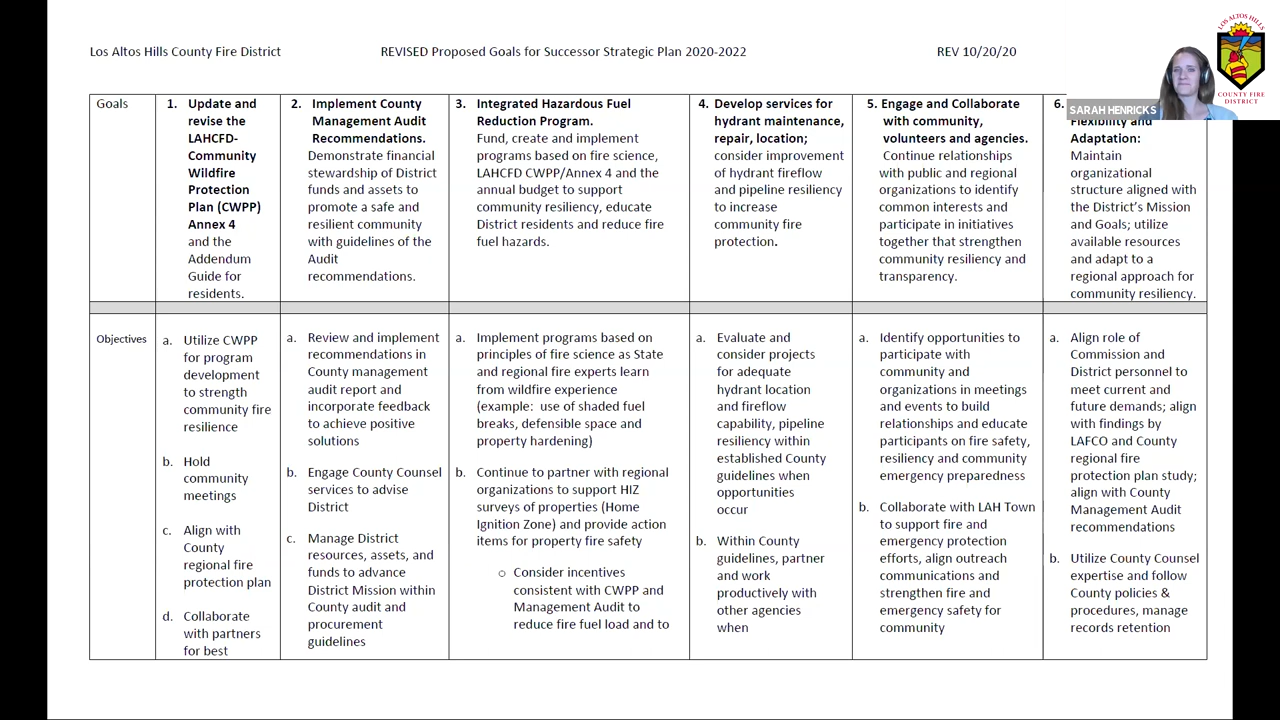 Los Altos Hills County Fire District
REVISED Proposed Goals for Successor Strategic Plan 2020-2022
REV 10/20/20
LOS ALTOS HILLS
COUNTY FIRE
DISTRICT
SARAH HENRICKS
Goals
1. Update and
revise the
LAHCFD-
Community
Wildfire
Protection
Plan (CWPP)
Annex 4
and the
Addendum
Guide for
residents.
2. Implement County
Management Audit
Recommendations.
Demonstrate financial
stewardship of District
funds and assets to
promote a safe and
resilient community
with guidelines of the
Audit
recommendations.
3. Integrated Hazardous Fuel
Reduction Program.
Fund, create and implement
programs based on fire science,
LAHCFD CWPP/Annex 4 and the
annual budget to support
community resiliency, educate
District residents and reduce fire
fuel hazards.
4. Develop services for
hydrant maintenance,
repair, location;
consider improvement
of hydrant fireflow
and pipeline resiliency
to increase
community fire
protection.
5. Engage and Collaborate
with community,
volunteers and agencies.
Continue relationships
with public and regional
organizations to identify
common interests and
participate in initiatives
together that strengthen
community resiliency and
transparency.
6.
Flexibility and
Adaptation:
Maintain
organizational
structure aligned with
the District's Mission
and Goals; utilize
available resources
and adapt to a
regional approach for
community resiliency.
Objectives
a. Utilize CWPP
for program
development
to strength
community fire
resilience
b. Hold
community
meetings
c. Align with
County
regional fire
protection plan
d. Collaborate
with partners
for best
a. Review and implement
recommendations in
County management
audit report and
incorporate feedback
to achieve positive
solutions
b. Engage County Counsel
services to advise
District
c. Manage District
resources, assets, and
funds to advance
District Mission within
County audit and
procurement
guidelines
a. Implement programs based on
principles of fire science as State
and regional fire experts learn
from wildfire experience
(example: use of shaded fuel
breaks, defensible space and
property hardening)
b. Continue to partner with regional
organizations to support HIZ
surveys of properties (Home
Ignition Zone) and provide action
items for property fire safety
o Consider incentives
consistent with CWPP and
Management Audit to
reduce fire fuel load and to
a. Evaluate and
consider projects
for adequate
hydrant location
and fireflow
capability, pipeline
resiliency within
established County
guidelines when
opportunities
occur
b. Within County
guidelines, partner
and work
productively with
other agencies
when
a. Identify opportunities to
participate with
community and
organizations in meetings
and events to build
relationships and educate
participants on fire safety,
resiliency and community
emergency preparedness
b. Collaborate with LAH Town
to support fire and
emergency protection
efforts, align outreach
communications and
strengthen fire and
emergency safety for
community
a. Align role of
Commission and
District personnel to
meet current and
future demands; align
with findings by
LAFCO and County
regional fire
protection plan study;
align with County
Management Audit
recommendations
b. Utilize County Counsel
expertise and follow
County policies &
procedures, manage
records retention